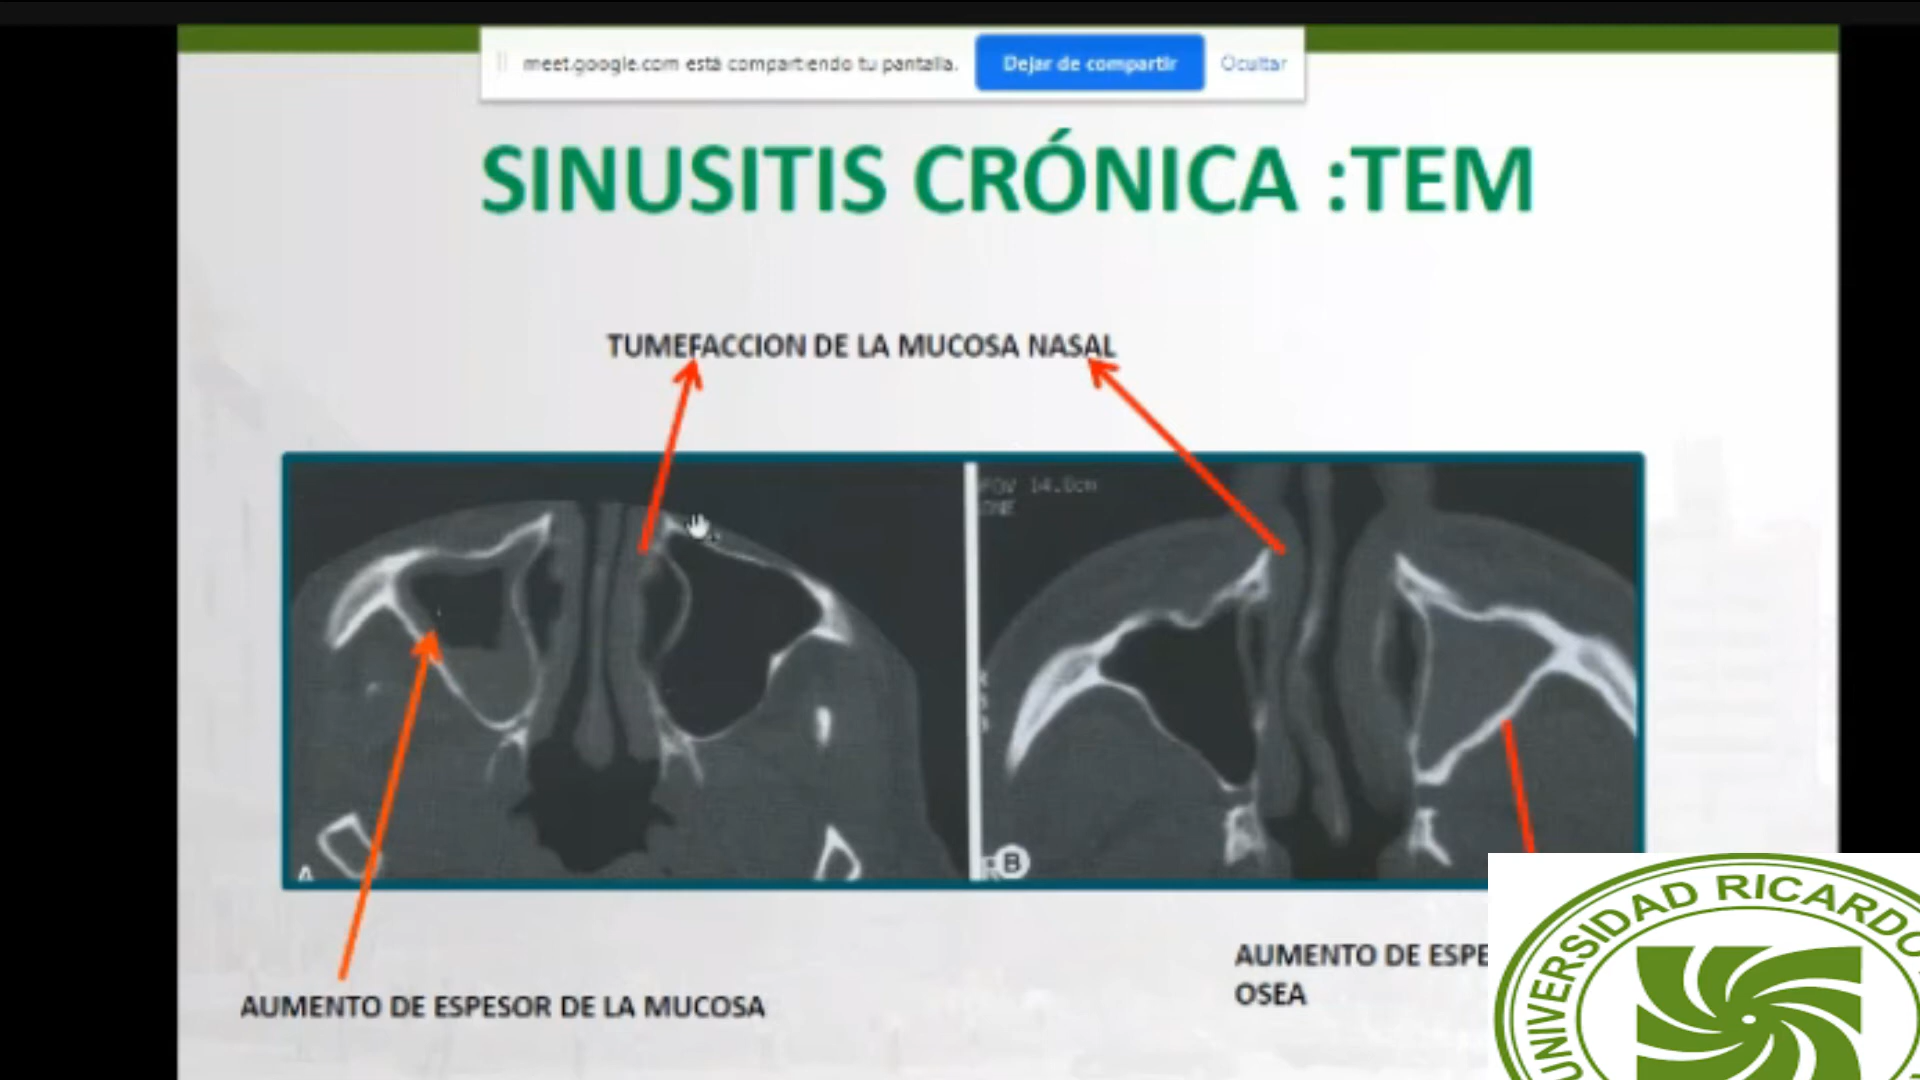 meet.google.com está compartiendo tu pantalla.
Dejar de compartir
Ocultar
SINUSITIS CRÓNICA :TEM
TUMEFACCION DE LA MUCOSA NASAL
FOV 14.0cm
A
B
AUMENTO DE ESPE
OSEA
AUMENTO DE ESPESOR DE LA MUCOSA
UNIVERSIDAD RICARDO